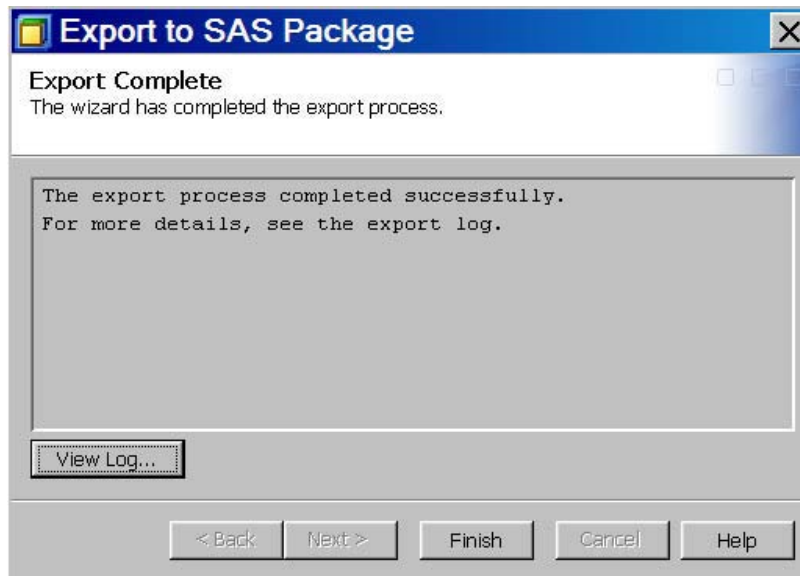 Export to SAS Package
Export Complete
The wizard has completed the export process.
The export process completed successfully.
For more details, see the export log.
View Log...
< Back Next > Finish Cancel Help